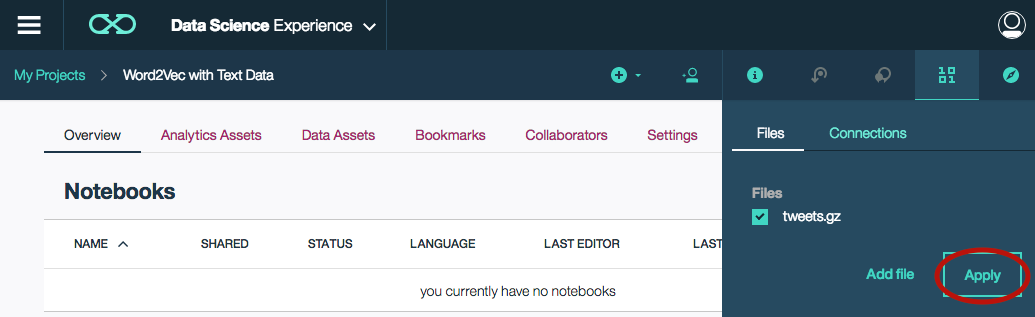 Data Science Experience
My Projects > Word2Vec with Text Data
Overview Analytics Assets Data Assets Bookmarks Collaborators Settings
Files Connections
Notebooks
Files
tweets.gz
NAME SHARED STATUS LANGUAGE LAST EDITOR LAST
Add file Apply
you currently have no notebooks